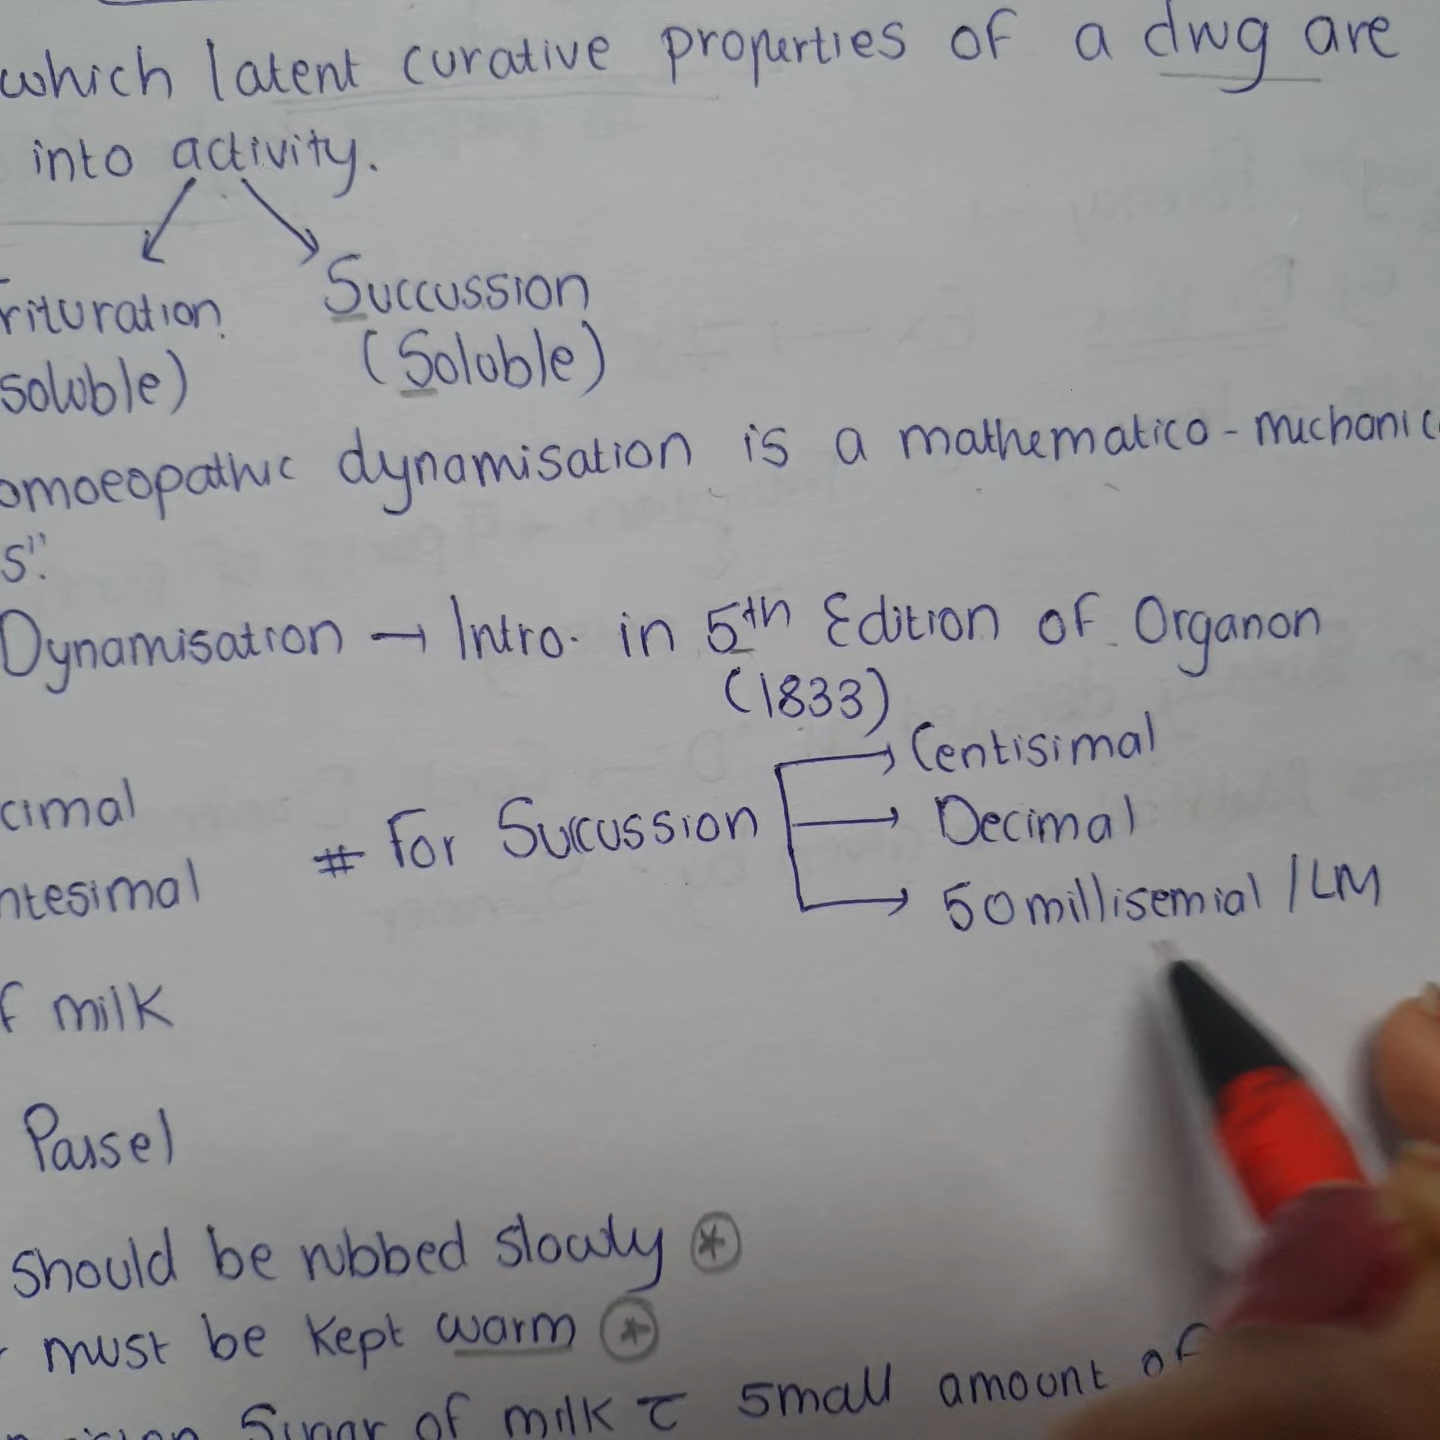 which latent curative properties of a drug are
into activity.
rituration Succussion
soluble) (Soluble)
omoeopathic dynamisation is a mathematico - mechanic
s".
Dynamisation → Intro. in 5th Edition of Organon
(1833)
cimal # For Succussion Centisimal
Decimal
ntesimal 50 millisemial / LM
f milk
Passel
should be rubbed slowly *
must be kept warm *
Sugar of milk c small amount of